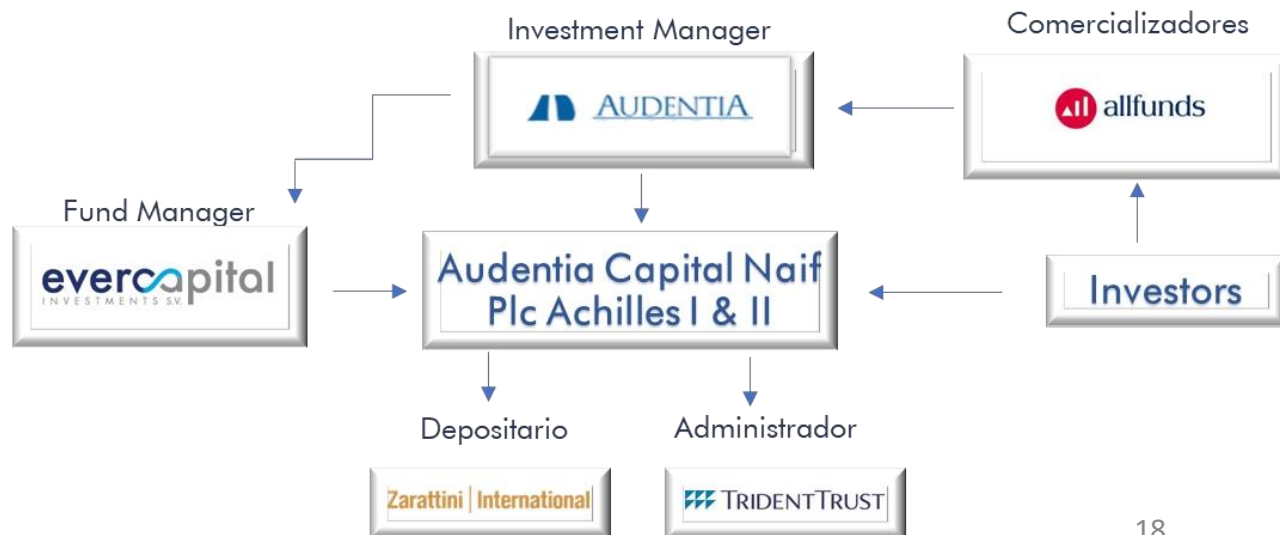 Investment Manager
Comercializadores
AUDENTIA
allfunds
Fund Manager
evercapital
INVESTMENTS S.V.
Audentia Capital Naif
Plc Achilles I & II
Investors
Depositario
Administrador
Zarattini | International
TRIDENTTRUST
18